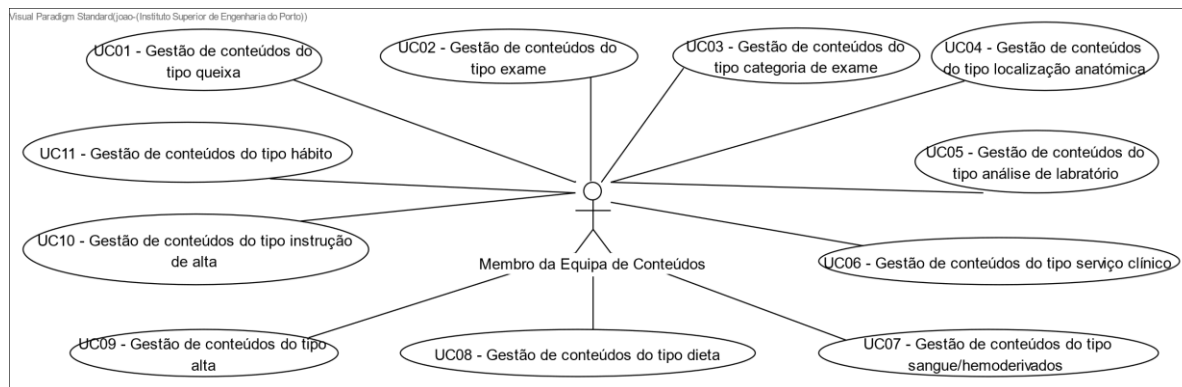 Visual Paradigm Standard(joao-(Instituto Superior de Engenharia do Porto))
UC01 - Gestão de conteúdos do
tipo queixa
UC02 - Gestão de conteúdos do
tipo exame
UC03 - Gestão de conteúdos do
tipo categoria de exame
UC04 - Gestão de conteúdos
do tipo localização anatómica
UC11 - Gestão de conteúdos do tipo hábito
UC05 - Gestão de conteúdos do
tipo análise de labratório
UC10 - Gestão de conteúdos do tipo instrução
de alta
Membro da Equipa de Conteúdos
UC06 - Gestão de conteúdos do tipo serviço clínico
UC09 - Gestão de conteúdos do tipo
alta
UC08 - Gestão de conteúdos do tipo dieta
UC07 - Gestão de conteúdos do tipo
sangue/hemoderivados